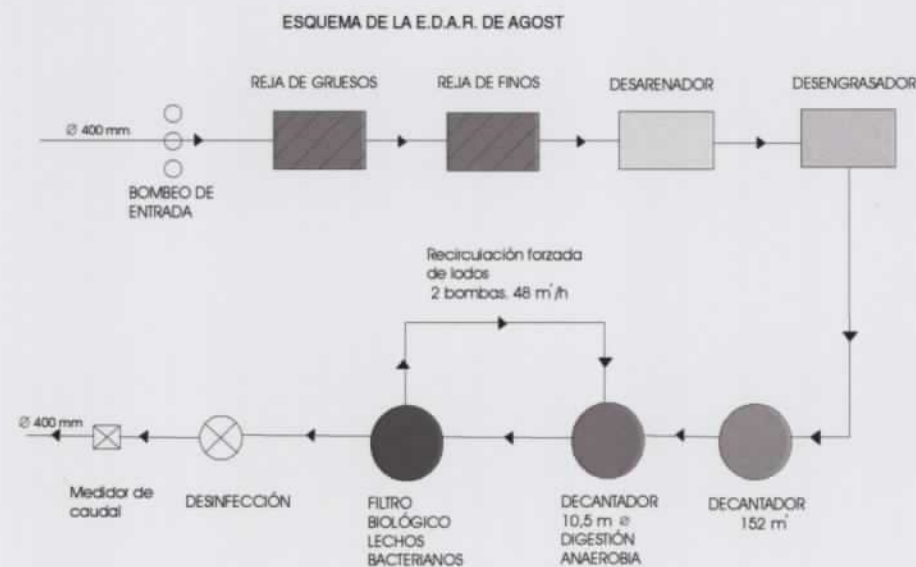 ESQUEMA DE LA E.D.A.R. DE AGOST
REJA DE GRUESOS
REJA DE FINOS
DESARENADOR
DESENGRASADOR
Ø 400 mm
BOMBEO DE
ENTRADA
Recirculación forzada
de lodos
2 bombas. 48 m³/h
Ø 400 mm
Medidor de
caudal
DESINFECCIÓN
FILTRO
BIOLÓGICO
LECHOS
BACTERIANOS
DECANTADOR
10,5 m ø
DIGESTIÓN
ANAEROBIA
DECANTADOR
152 m³